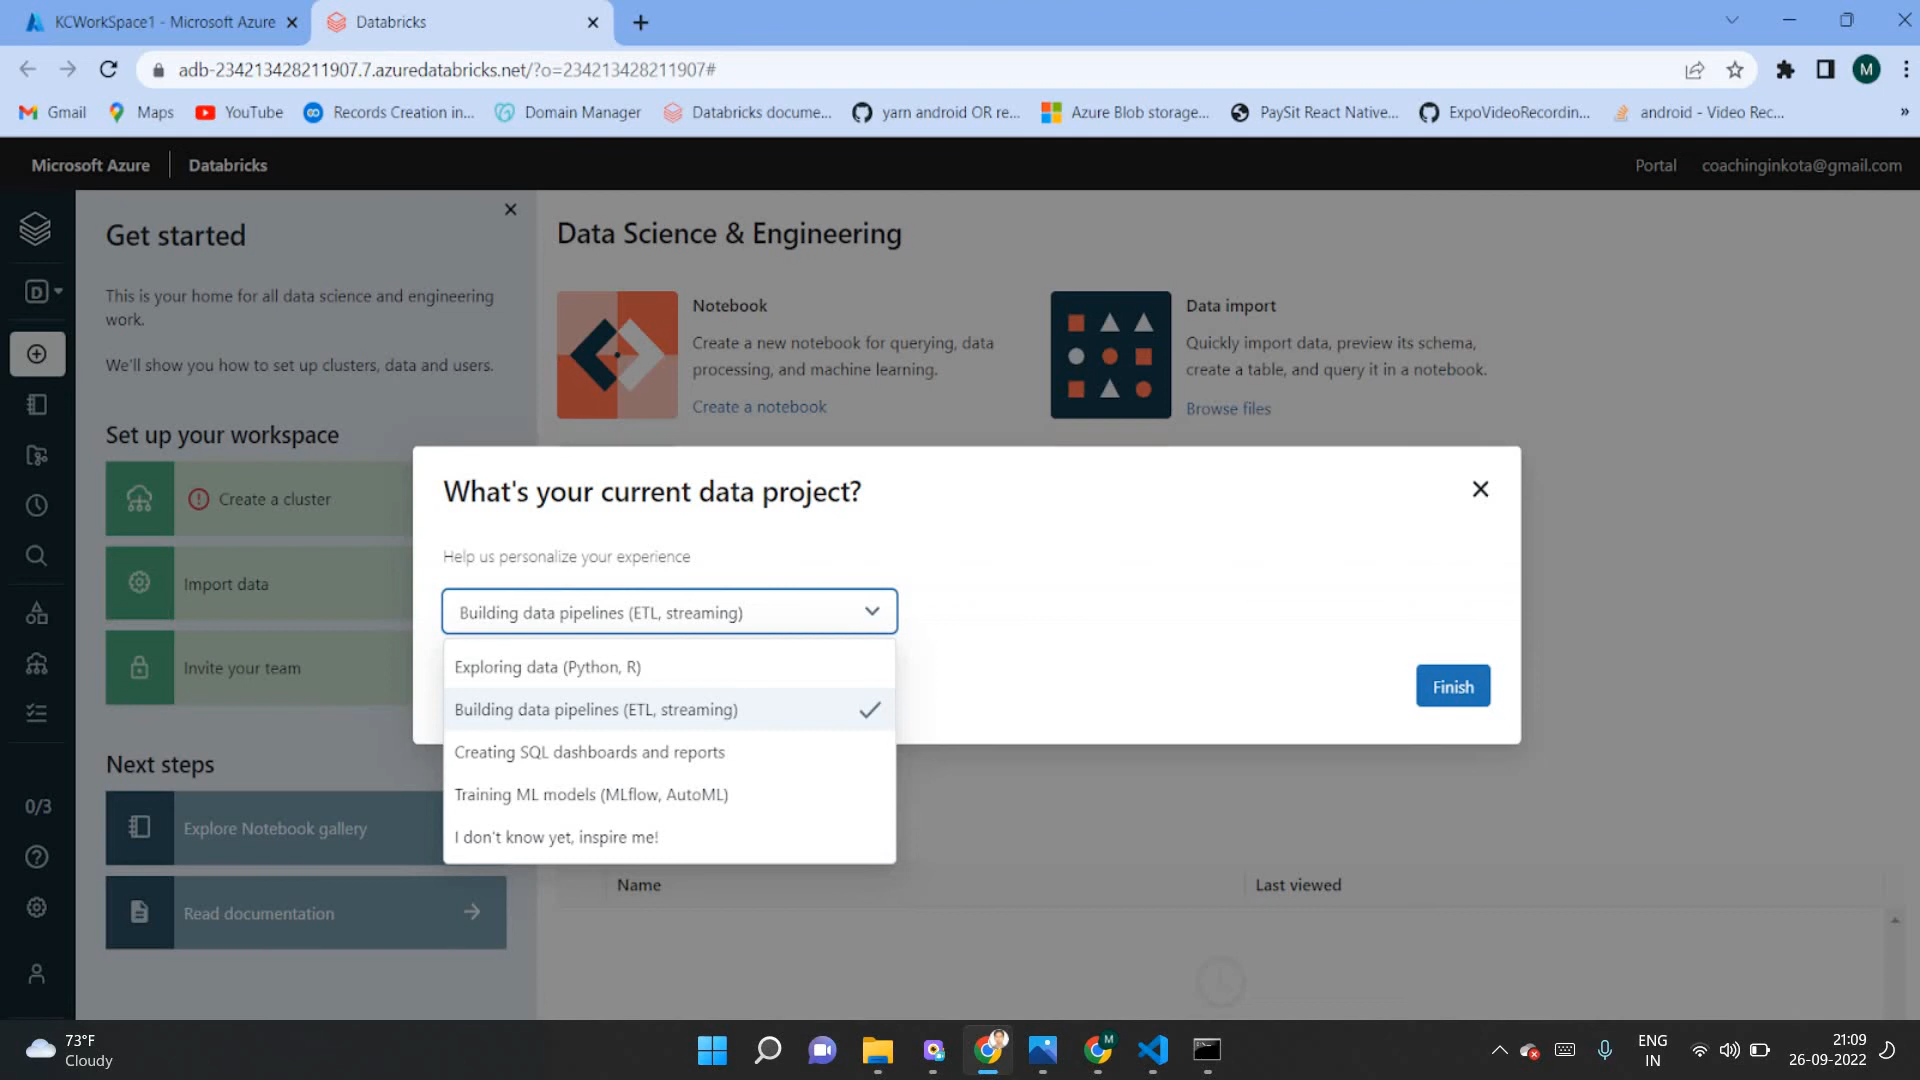 KCWorkSpace1 - Microsoft Azure
Databricks
adb-234213428211907.7.azuredatabricks.net/?o=234213428211907#
M
Gmail
Maps
YouTube
Records Creation in...
Domain Manager
Databricks docume...
yarn android OR re...
Azure Blob storage...
PaySit React Native...
ExpoVideoRecordin...
android - Video Rec...
»
Microsoft Azure
Databricks
Portal
coachinginkota@gmail.com
D
Get started
This is your home for all data science and engineering
work.
We'll show you how to set up clusters, data and users.
Set up your workspace
Create a cluster
Import data
Invite your team
Next steps
Explore Notebook gallery
Read documentation
0/3
Data Science & Engineering
Notebook
Create a new notebook for querying, data
processing, and machine learning.
Create a notebook
Data import
Quickly import data, preview its schema,
create a table, and query it in a notebook.
Browse files
What's your current data project?
Help us personalize your experience
Building data pipelines (ETL, streaming)
Exploring data (Python, R)
Building data pipelines (ETL, streaming)
Creating SQL dashboards and reports
Training ML models (MLflow, AutoML)
I don't know yet, inspire me!
Finish
Name
Last viewed
73°F
Cloudy
M
ENG
IN
21:09
26-09-2022